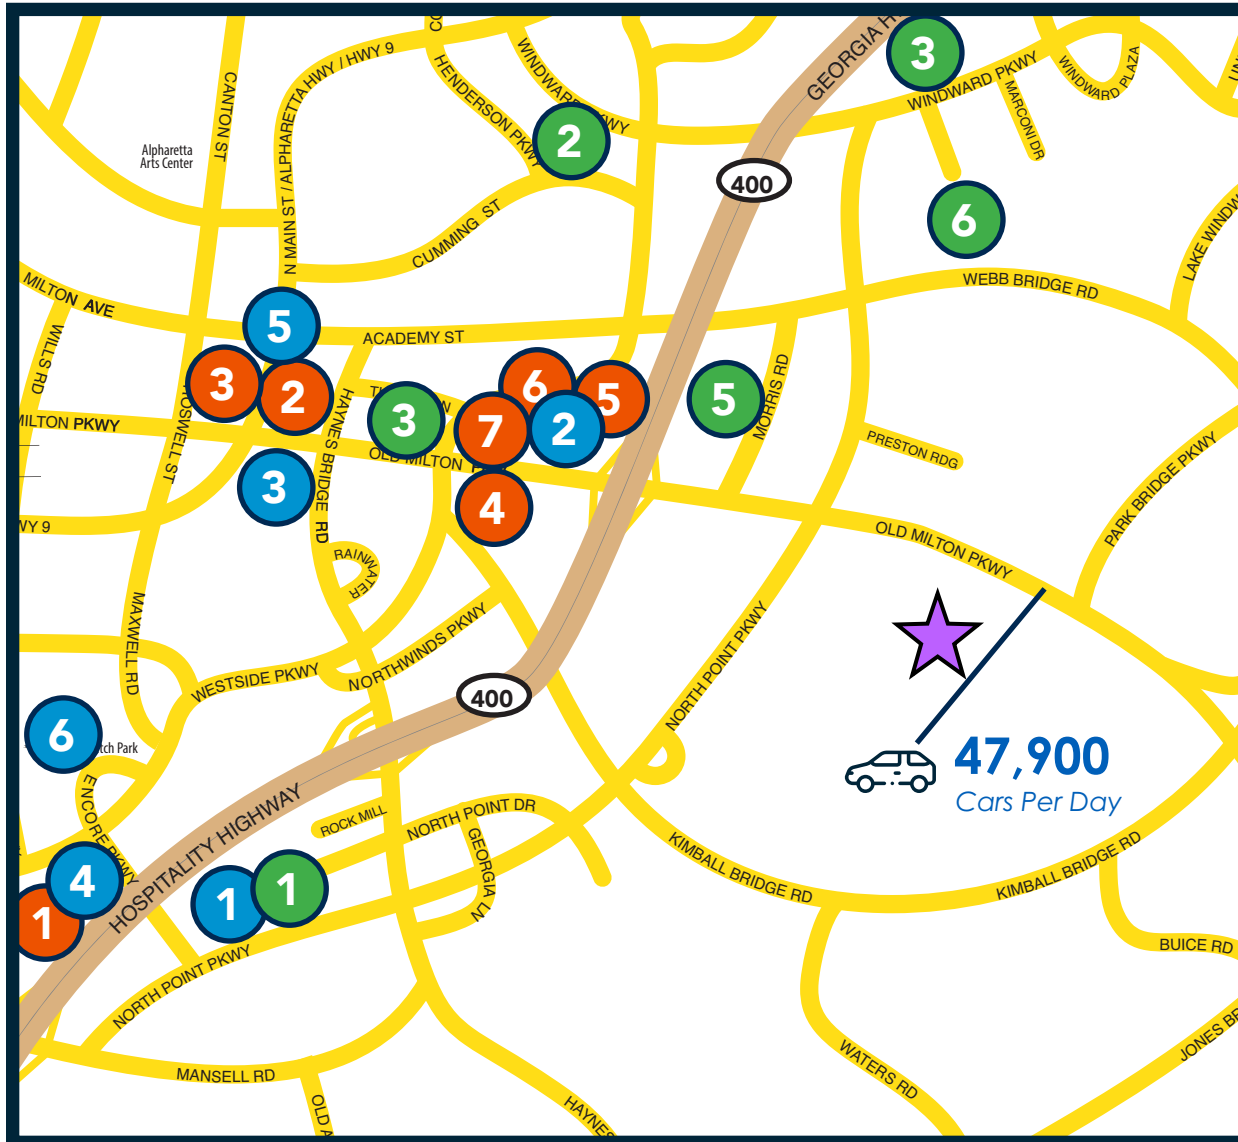 GEORGIA H
3
WINDWARD PKWY
WINDWARD PLAZA
MARCONI DR
CO
HENDERSON PKWY
WINDWARD PKWY
2
CANTON ST
N MAIN ST / ALPHARETTA HWY / HWY 9
Alpharetta
Arts Center
400
6
CUMMING ST
LAKE WINDW
WEBB BRIDGE RD
MILTON AVE
5
ACADEMY ST
WILLS RD
3
2
ROSWELL ST
HAYNES BRIDGE RD
3
6
5
7
2
5
MORRIS RD
MILTON PKWY
OLD MILTON P
PRESTON RDG
PARK BRIDGE PKWY
3
4
WY 9
OLD MILTON PKWY
RAINWATER
MAXWELL RD
NORTHWINDS PKWY
WESTSIDE PKWY
NORTH POINT PKWY
400
6
tch Park
47,900
Cars Per Day
ENCORE PKWY
HOSPITALITY HIGHWAY
ROCK MILL
NORTH POINT DR
GEORGIA LN
KIMBALL BRIDGE RD
KIMBALL BRIDGE RD
4
1
1
1
BUICE RD
NORTH POINT PKWY
MANSELL RD
OLD A
HAYNES
WATERS RD
JONES BR